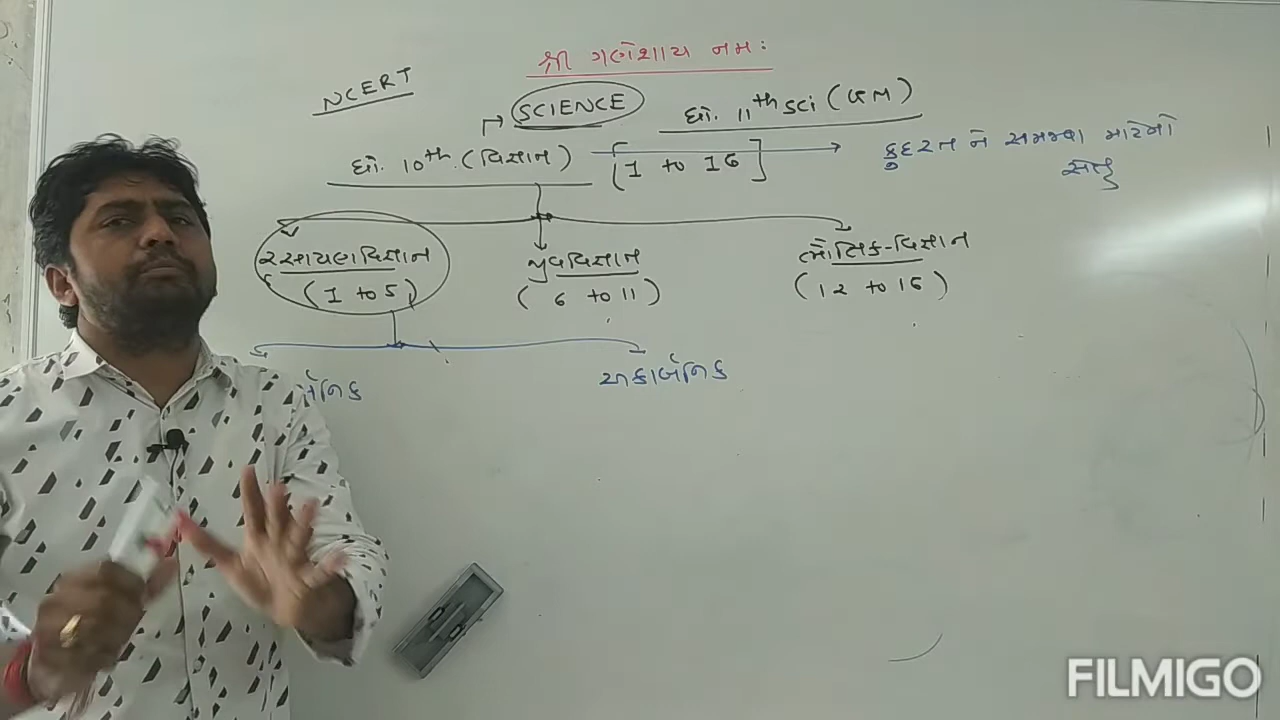 શ્રી ગણેશાય નમઃ
NCERT
SCIENCE
ધો. 11th sci (GM)
ધો. 10th. (વિજ્ઞાન) [1 to 16] કુદરત ને સમજવા માટેનો
રસાયણવિજ્ઞાન જીવવિજ્ઞાન ભૌતિક-વિજ્ઞાન
(1 to 5) (6 to 11) (12 to 16)
અકાર્બનિક
FILMIGO